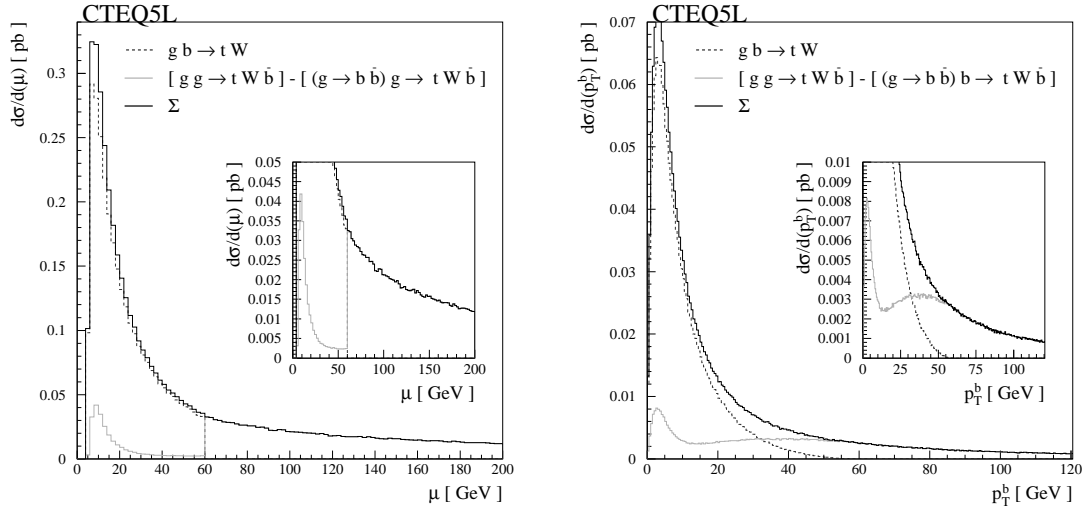 CTEQ5L
dσ/d(μ) [ pb ]
g b → t W
[ g g → t W b̄ ] - [ (g → b b̄) g → t W b̄ ]
Σ
0.3
0.25
0.2
0.15
0.1
0.05
0
0 20 40 60 80 100 120 140 160 180 200
μ [ GeV ]
dσ/d(μ) [ pb ]
0.05
0.045
0.04
0.035
0.03
0.025
0.02
0.015
0.01
0.005
0
0 50 100 150 200
μ [ GeV ]
CTEQ5L
dσ/d(p_T^b) [ pb ]
g b → t W
[ g g → t W b̄ ] - [ (g → b b̄) b → t W b̄ ]
Σ
0.07
0.06
0.05
0.04
0.03
0.02
0.01
0
0 20 40 60 80 100 120
p_T^b [ GeV ]
dσ/d(p_T^b) [ pb ]
0.01
0.009
0.008
0.007
0.006
0.005
0.004
0.003
0.002
0.001
0
0 25 50 75 100
p_T^b [ GeV ]